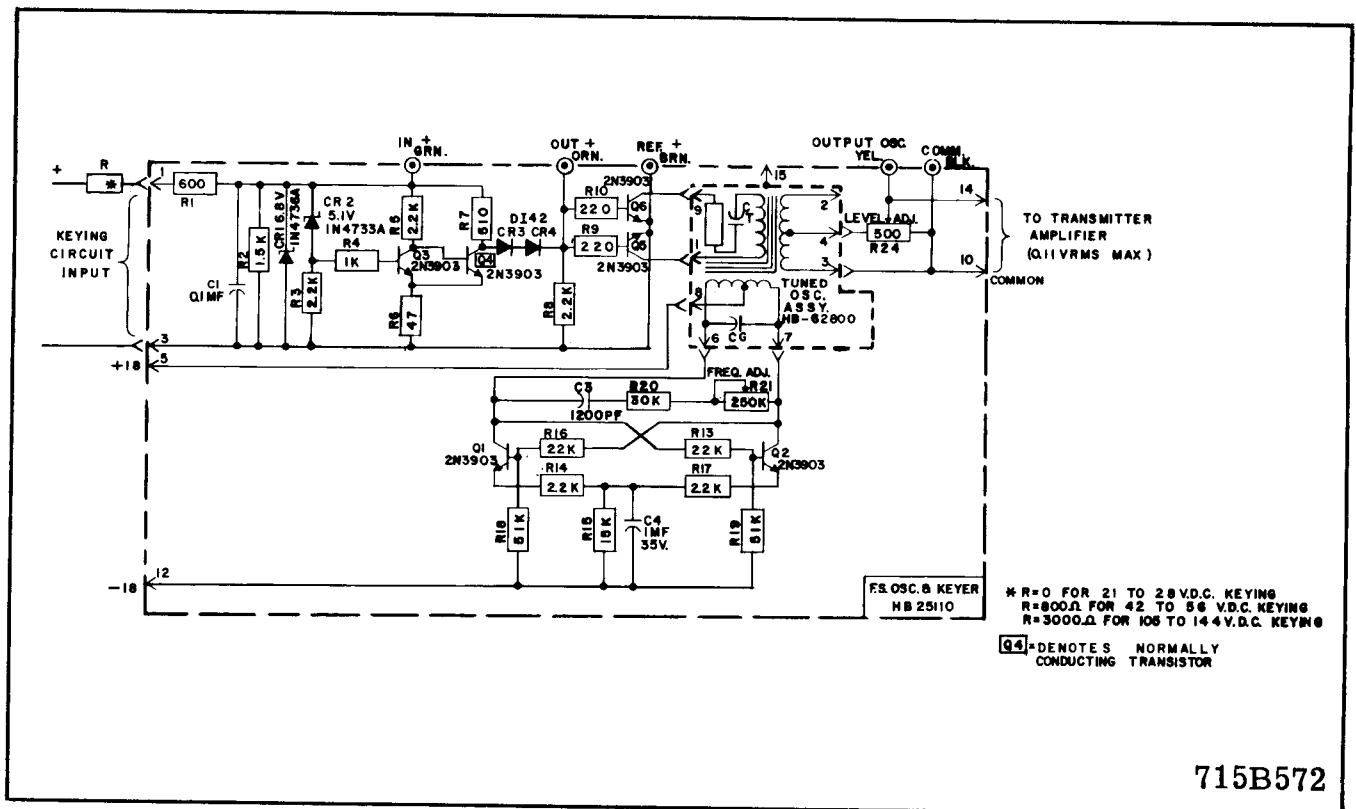 IN +
GRN.
OUT +
ORN.
REF. +
BRN.
OUTPUT OSC.
YEL.
COMM.
BLK.
+
R
*
1
600
R1
KEYING
CIRCUIT
INPUT
C1
0.1MF
R2
1.5K
CR1 6.8V
1N4736A
CR2
5.1V
1N4733A
R3
2.2K
R4
1K
R5
2.2K
Q3
2N3903
R6
47
R7
510
Q4
2N3903
DI42
CR3 CR4
R8
2.2K
R10
220
R9
220
2N3903
Q6
Q5
2N3903
9
1
8
CT
15
2
4
3
LEVEL ADJ.
500
R24
14
10
COMMON
TO TRANSMITTER
AMPLIFIER
(0.11 VRMS MAX)
TUNED
OSC.
ASSY.
HB-62800
CG
6
7
3
5
+18
C3
1200PF
R20
30K
FREQ. ADJ.
R21
250K
Q1
2N3903
R16
22K
R13
22K
Q2
2N3903
R14
2.2K
R17
2.2K
R18
51K
R15
15K
C4
1MF
35V.
R19
51K
12
-18
F.S. OSC. & KEYER
HB 25110
* R=0 FOR 21 TO 28 V.D.C. KEYING
R=800Ω FOR 42 TO 56 V.D.C. KEYING
R=3000Ω FOR 105 TO 144 V.D.C. KEYING
Q4 = DENOTES NORMALLY
CONDUCTING TRANSISTOR
715B572